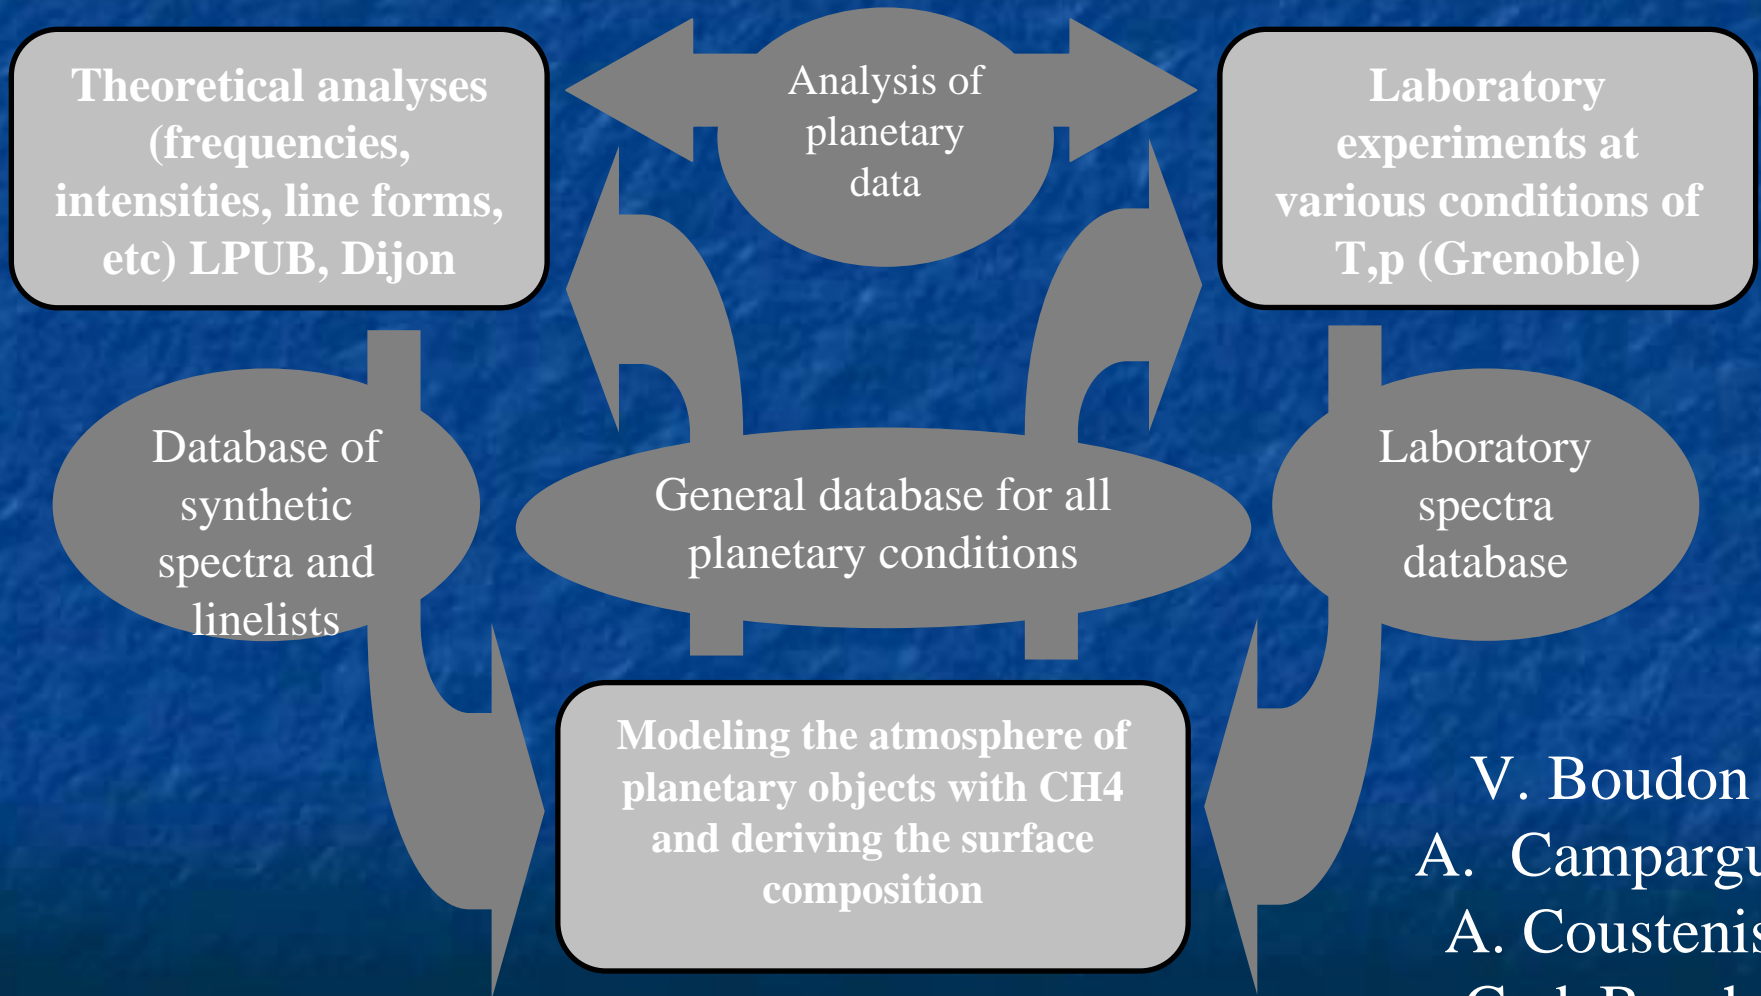 Theoretical analyses
(frequencies,
intensities, line forms,
etc) LPUB, Dijon
Analysis of
planetary
data
Laboratory
experiments at
various conditions of
T,p (Grenoble)
Database of
synthetic
spectra and
linelists
General database for all
planetary conditions
Laboratory
spectra
database
Modeling the atmosphere of
planetary objects with CH4
and deriving the surface
composition
V. Boudon
A. Campargu
A. Coustenis